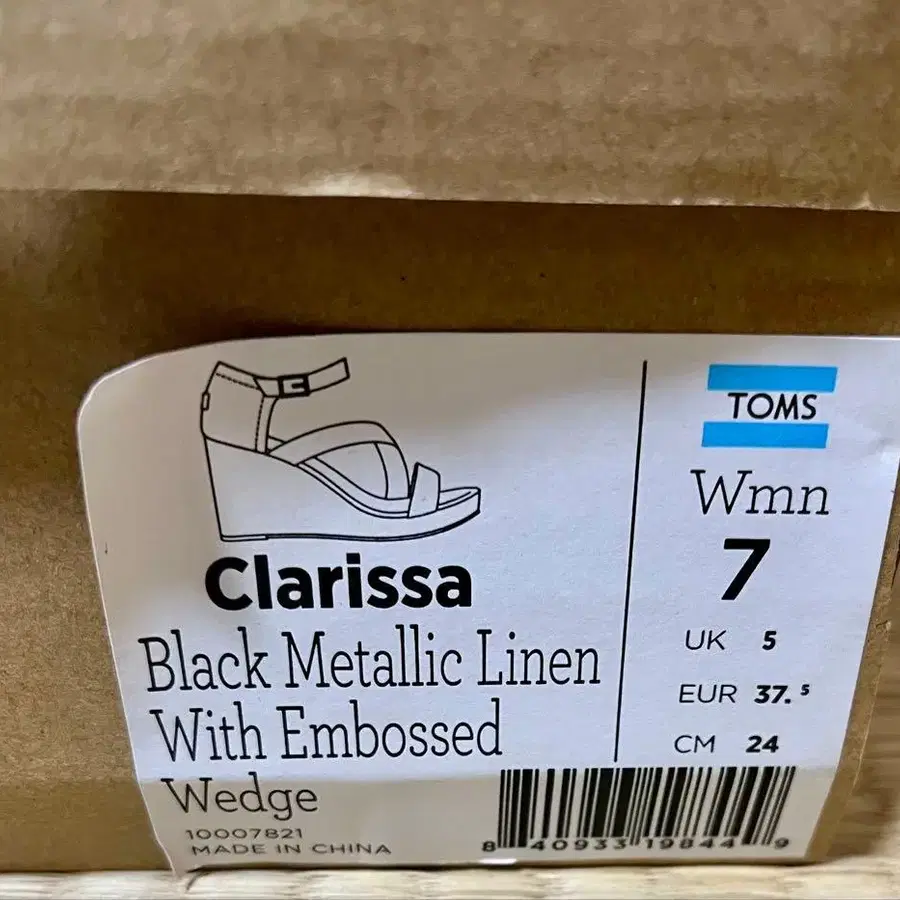 Clarissa
Black Metallic Linen
With Embossed
Wedge
10007821
MADE IN CHINA
TOMS
Wmn
7
UK 5
EUR 37.5
CM 24
8 40933 19844 9